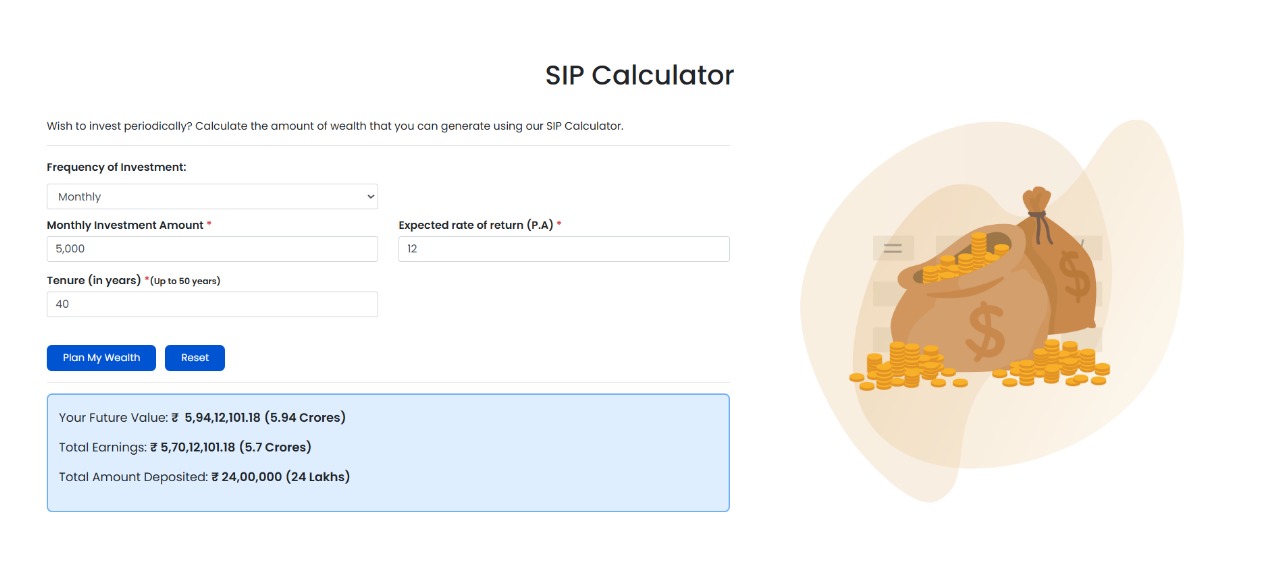 SIP Calculator
Wish to invest periodically? Calculate the amount of wealth that you can generate using our SIP Calculator.
Frequency of Investment:
Monthly
Monthly Investment Amount * Expected rate of return (P.A) *
5,000 12
Tenure (in years) *(Up to 50 years)
40
Plan My Wealth Reset
Your Future Value: ₹ 5,94,12,101.18 (5.94 Crores)
Total Earnings: ₹ 5,70,12,101.18 (5.7 Crores)
Total Amount Deposited: ₹ 24,00,000 (24 Lakhs)
=
$
$